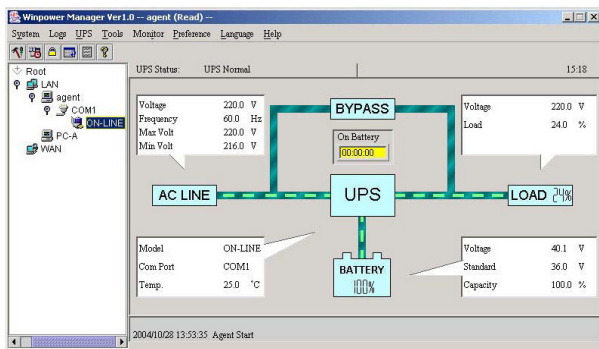 Winpower Manager Ver1.0 -- agent (Read) --
System Logs UPS Tools Monitor Preference Language Help
Root
LAN
agent
COM1
ON-LINE
PC-A
WAN
UPS Status: UPS Normal 15:18
Voltage 220.0 V
Frequency 60.0 Hz
Max Volt 220.0 V
Min Volt 216.0 V
BYPASS
On Battery
00:00:00
Voltage 220.0 V
Load 24.0 %
AC LINE
UPS
LOAD 24%
Model ON-LINE
Com Port COM1
Temp. 25.0 °C
BATTERY
100%
Voltage 40.1 V
Standard 36.0 V
Capacity 100.0 %
2004/10/28 13:53:35 Agent Start